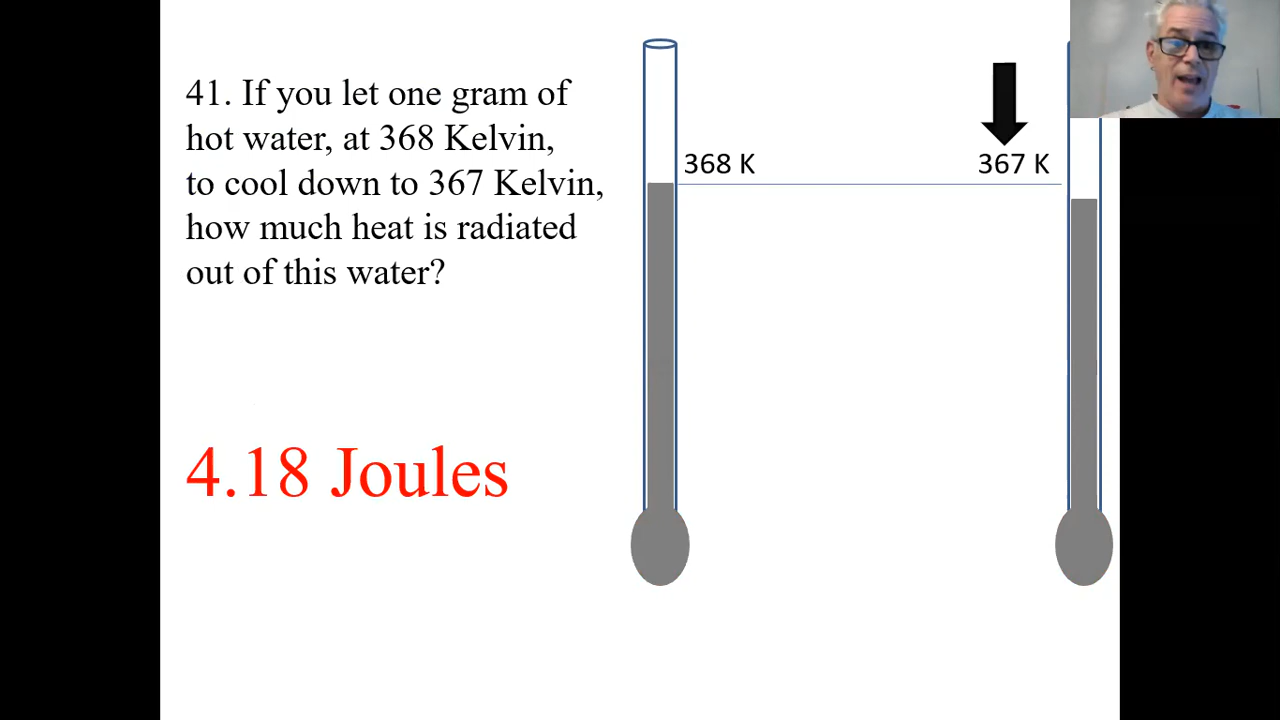 41. If you let one gram of
hot water, at 368 Kelvin,
to cool down to 367 Kelvin,
how much heat is radiated
out of this water?
4.18 Joules
368 K
367 K